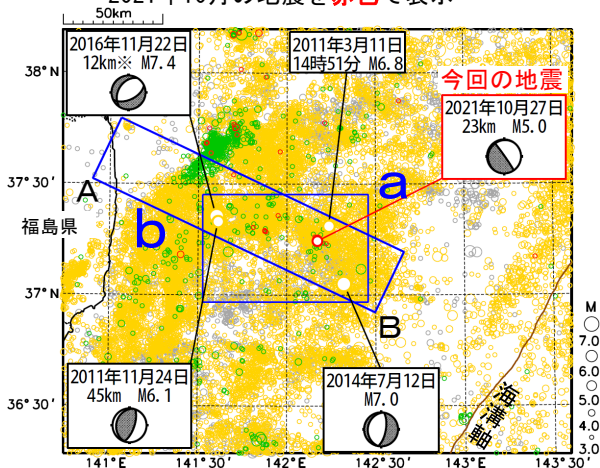 2021年10月の地震を赤色で表示
50km
2016年11月22日
12km※ M7.4
2011年3月11日
14時51分 M6.8
今回の地震
2021年10月27日
23km M5.0
38°N
37°30′
37°N
36°30′
A
福島県
b
a
B
2011年11月24日
45km M6.1
2014年7月12日
M7.0
海溝軸
M
7.0
6.0
5.0
4.0
3.0
141°E
141°30′
142°E
142°30′
143°E
143°30′